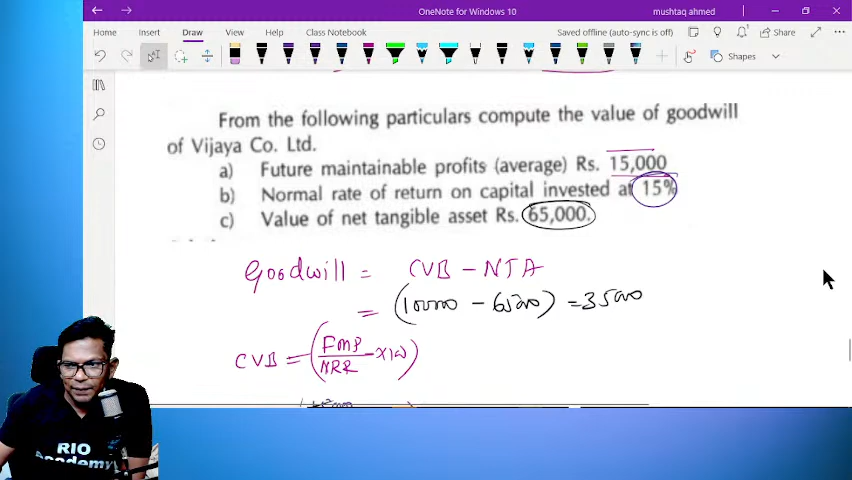 OneNote for Windows 10
mushtaq ahmed
Home Insert Draw View Help Class Notebook
Saved offline (auto-sync is off)
Share
Shapes
From the following particulars compute the value of goodwill
of Vijaya Co. Ltd.
a) Future maintainable profits (average) Rs. 15,000
b) Normal rate of return on capital invested at 15%
c) Value of net tangible asset Rs. 65,000.
Goodwill = CVB - NTA
= (100000 - 65000) = 35000
CVB = (FMP/NRR × 100)
RIO
Academy